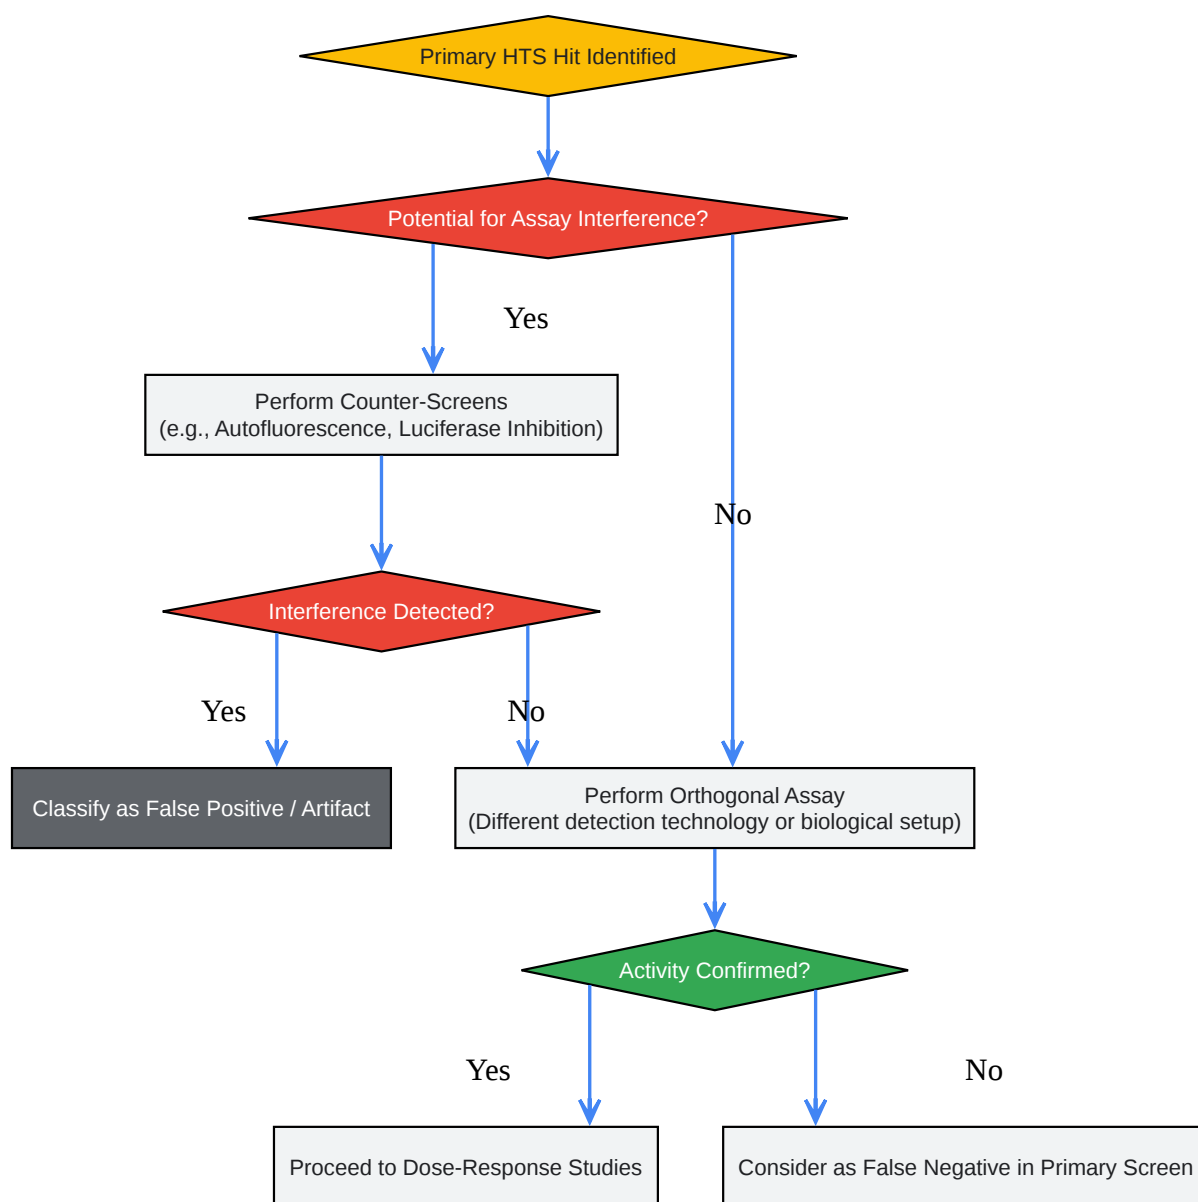 Primary HTS Hit Identified
Potential for Assay Interference?
Yes
Perform Counter-Screens
(e.g., Autofluorescence, Luciferase Inhibition)
No
Interference Detected?
Yes
No
Classify as False Positive / Artifact
Perform Orthogonal Assay
(Different detection technology or biological setup)
Activity Confirmed?
Yes
No
Proceed to Dose-Response Studies
Consider as False Negative in Primary Screen